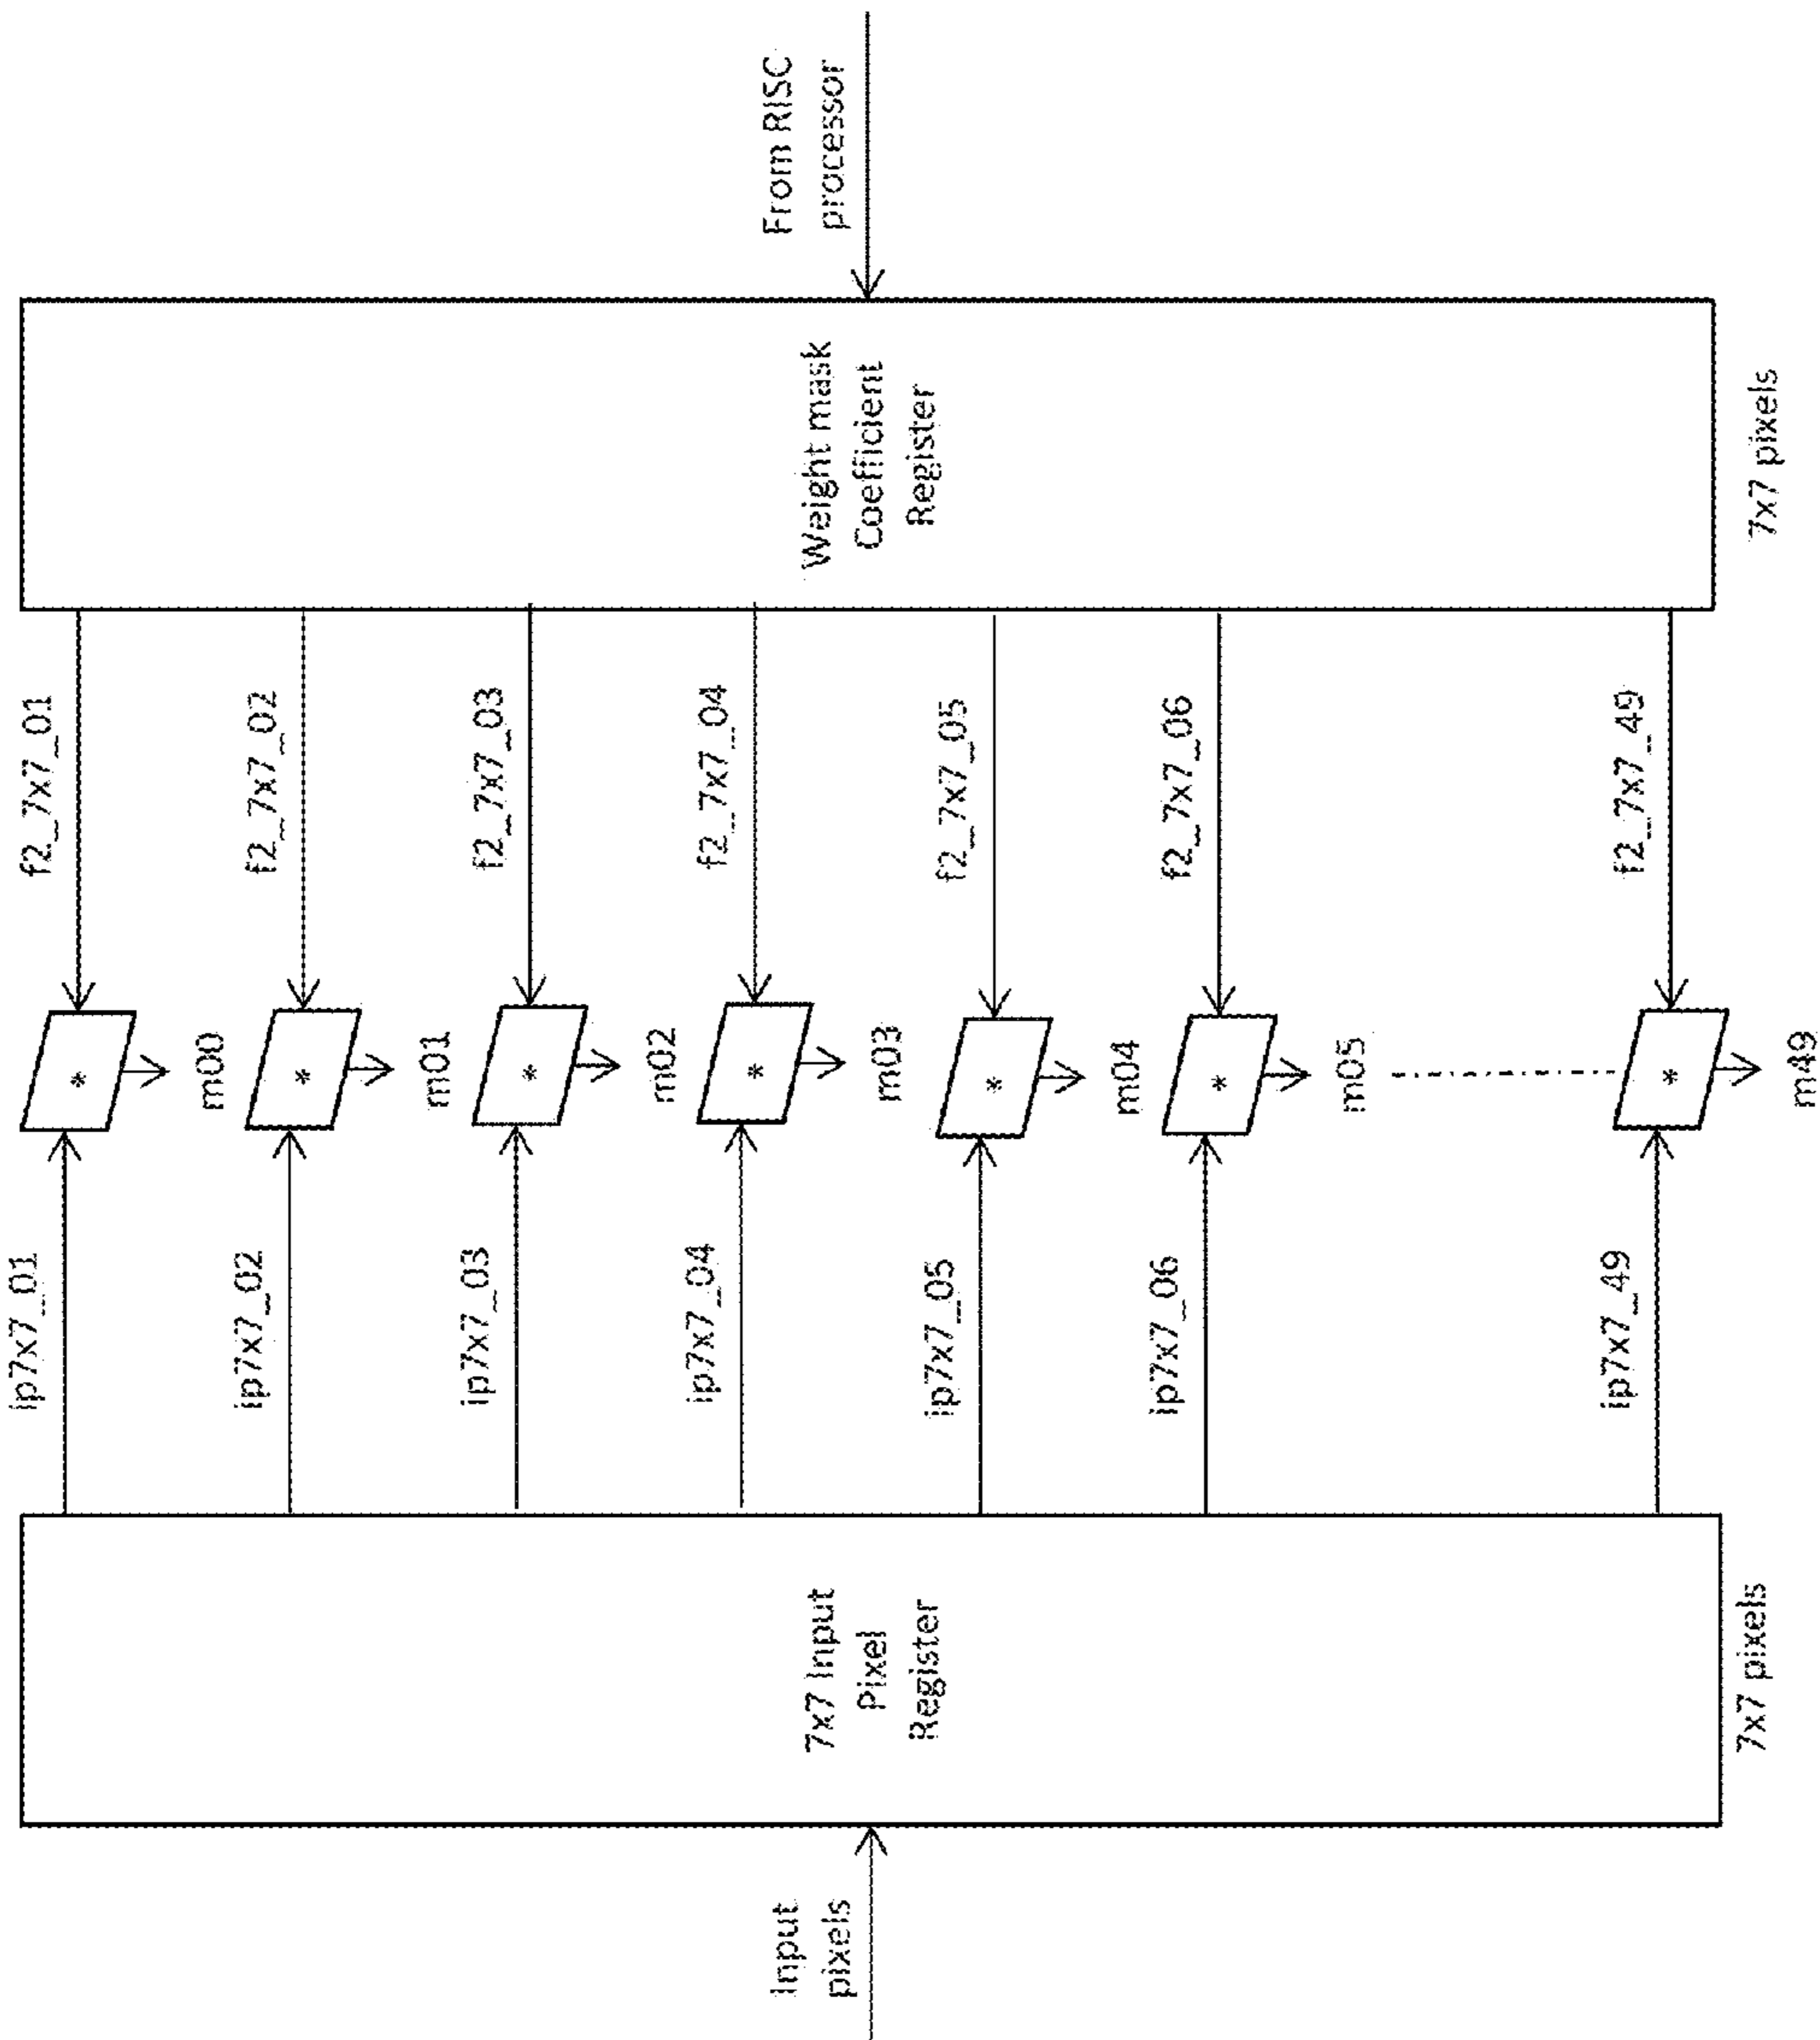 From RISC
processor
Weight mask
Coefficient
Register
7x7 pixels
f2_7x7_01
f2_7x7_02
f2_7x7_03
f2_7x7_04
f2_7x7_05
f2_7x7_06
f2_7x7_49
*
*
*
*
*
*
*
m00
m01
m02
m03
m04
m05
m49
ip7x7_01
ip7x7_02
ip7x7_03
ip7x7_04
ip7x7_05
ip7x7_06
ip7x7_49
7x7 Input
Pixel
Register
7x7 pixels
Input
pixels